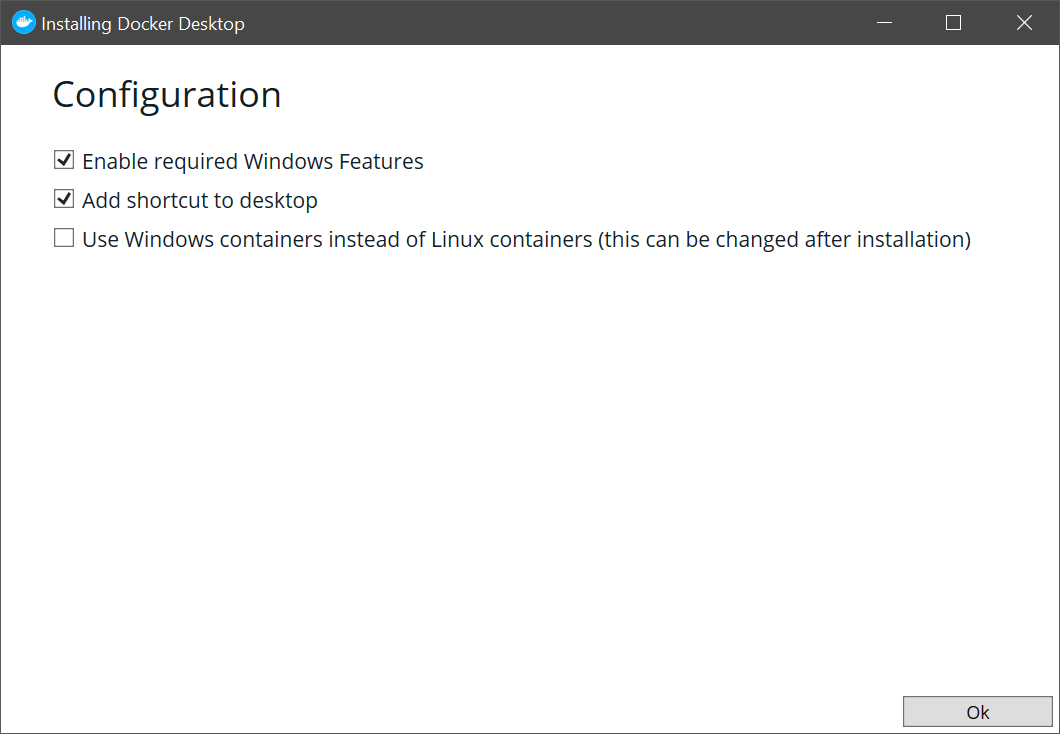 Installing Docker Desktop
Configuration
Enable required Windows Features
Add shortcut to desktop
Use Windows containers instead of Linux containers (this can be changed after installation)
Ok